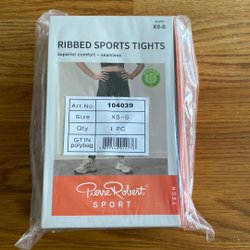 XS-S
RIBBED SPORTS TIGHTS
superior comfort - seamless
Art.No. 104039
Size XS-S
Qty 1 PC
GTIN
polybag
Pierre Robert
SPORT
TECH